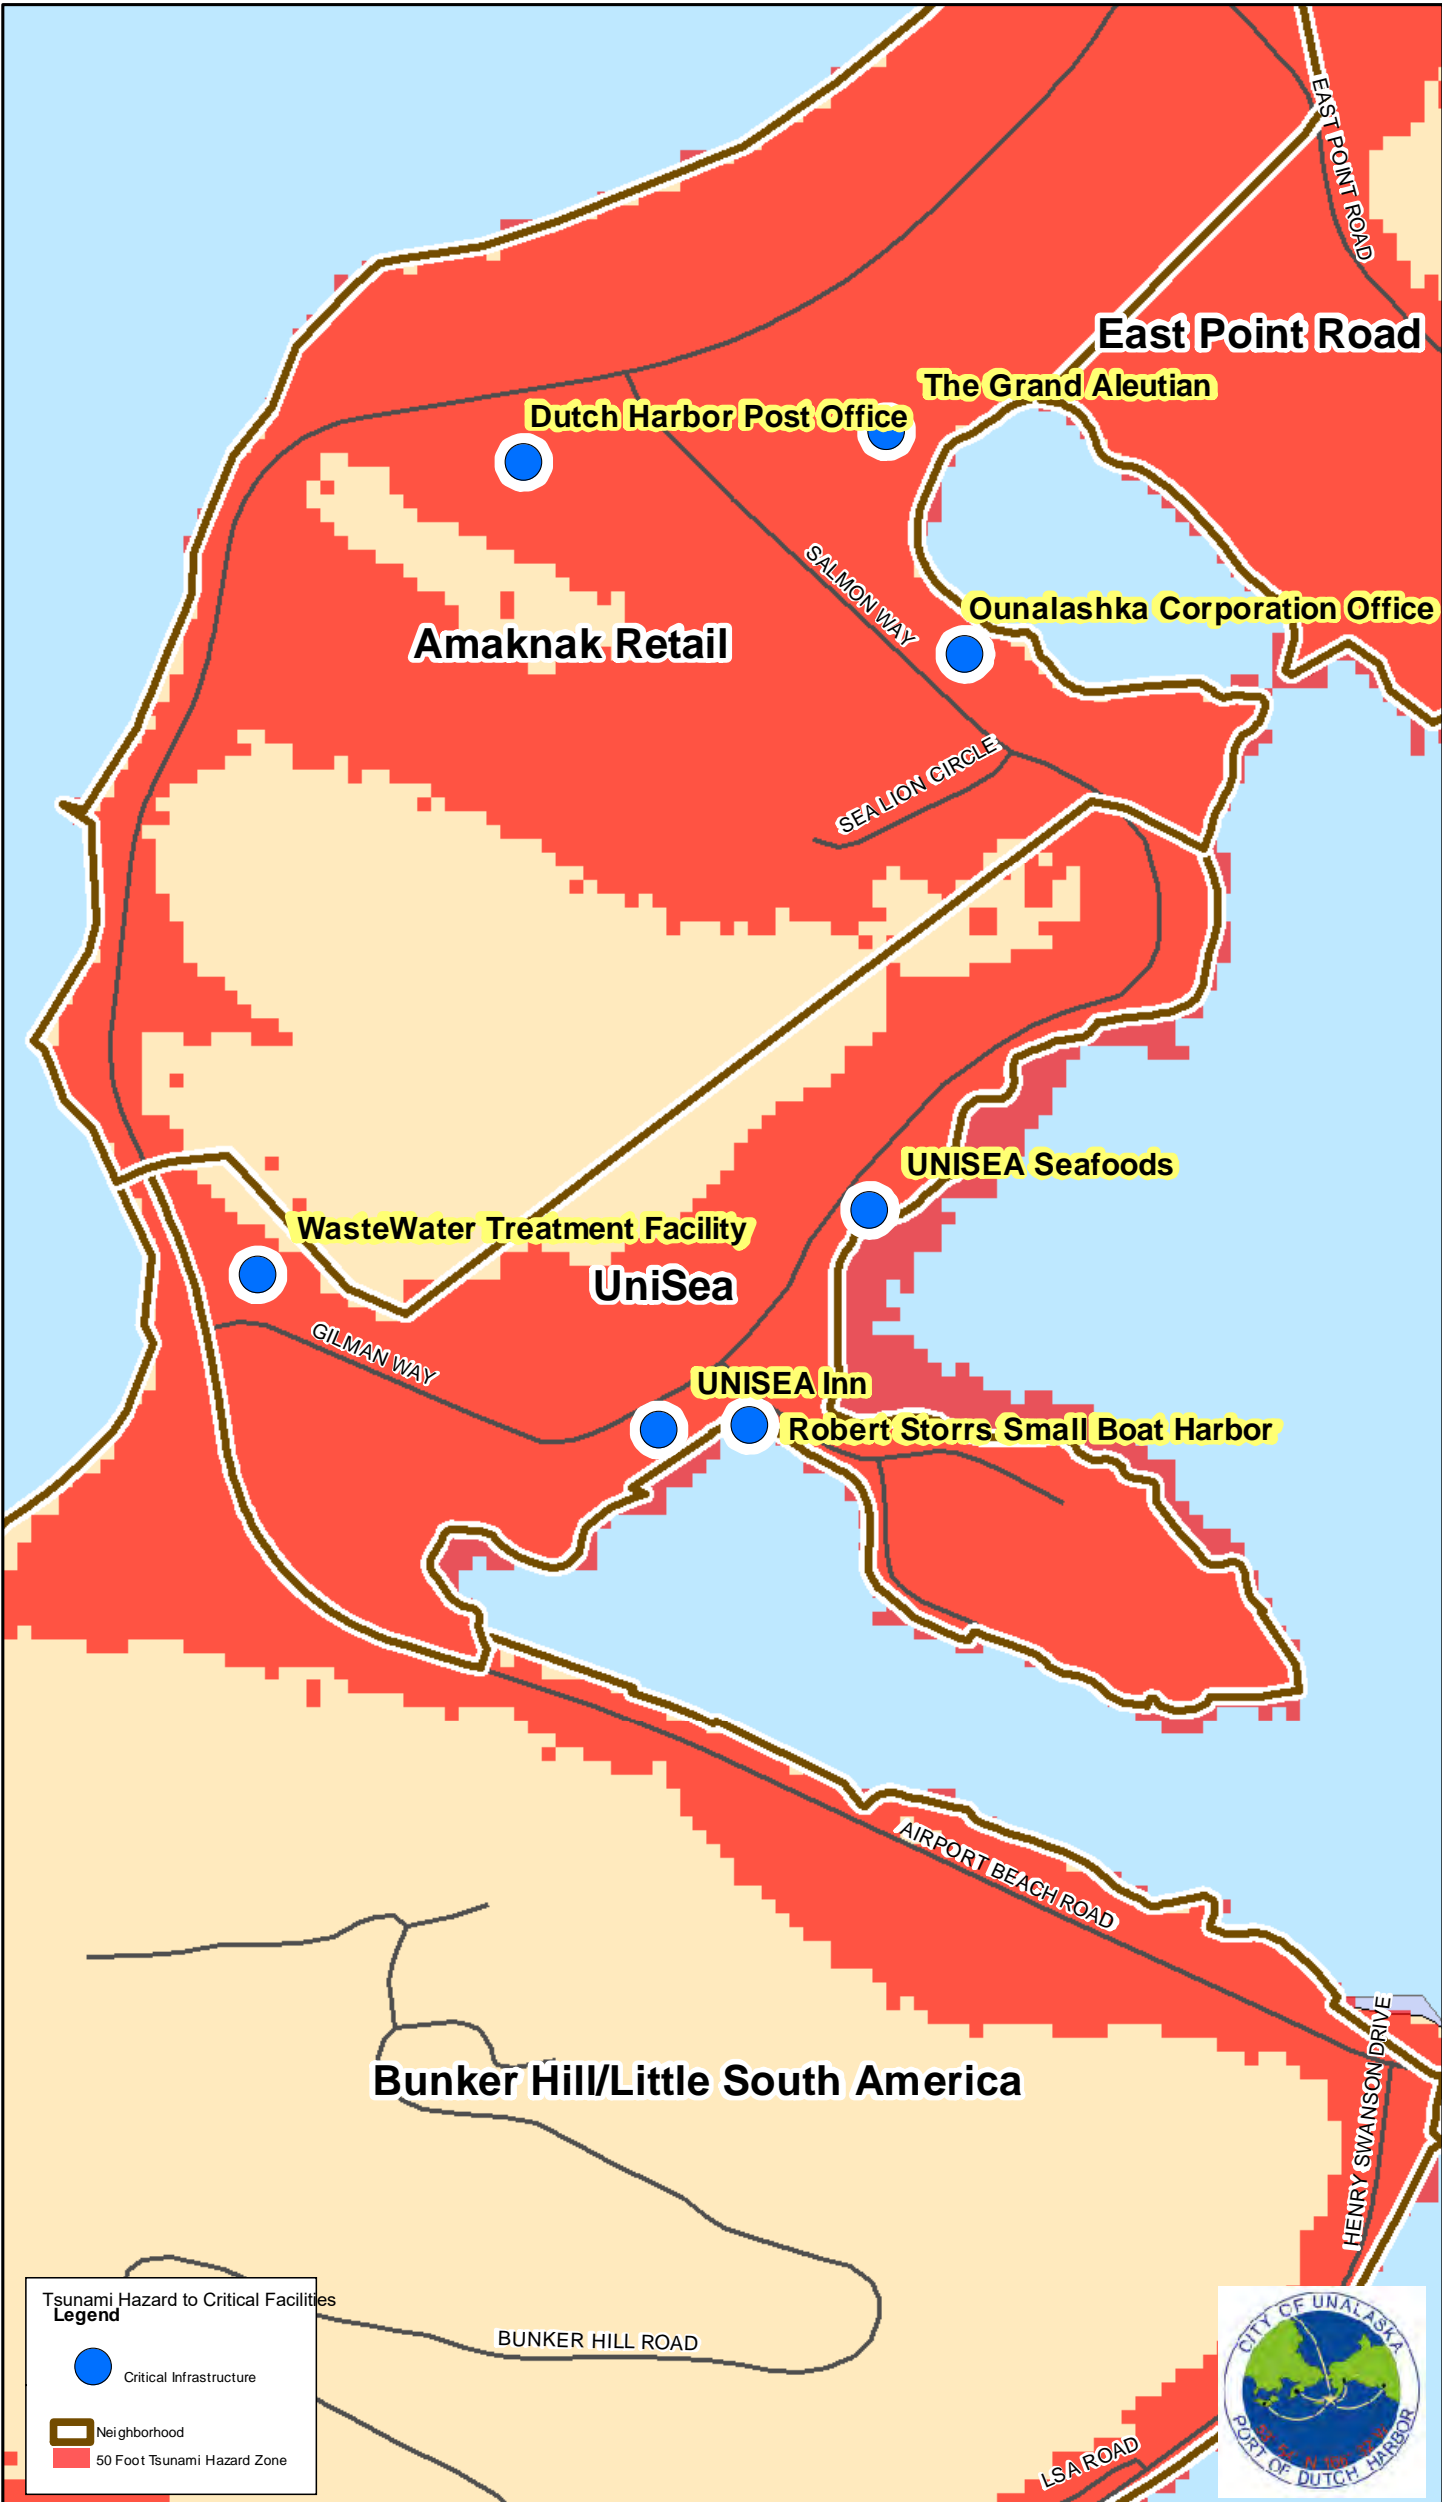 EAST POINT ROAD
East Point Road
The Grand Aleutian
Dutch Harbor Post Office
SALMON WAY
Ounalashka Corporation Office
Amaknak Retail
SEA LION CIRCLE
UNISEA Seafoods
WasteWater Treatment Facility
UniSea
GILMAN WAY
UNISEA Inn
Robert Storrs Small Boat Harbor
AIRPORT BEACH ROAD
HENRY SWANSON DRIVE
Bunker Hill/Little South America
BUNKER HILL ROAD
LSA ROAD
Tsunami Hazard to Critical Facilities
Legend
Critical Infrastructure
Neighborhood
50 Foot Tsunami Hazard Zone
CITY OF UNALASKA
PORT OF DUTCH HARBOR